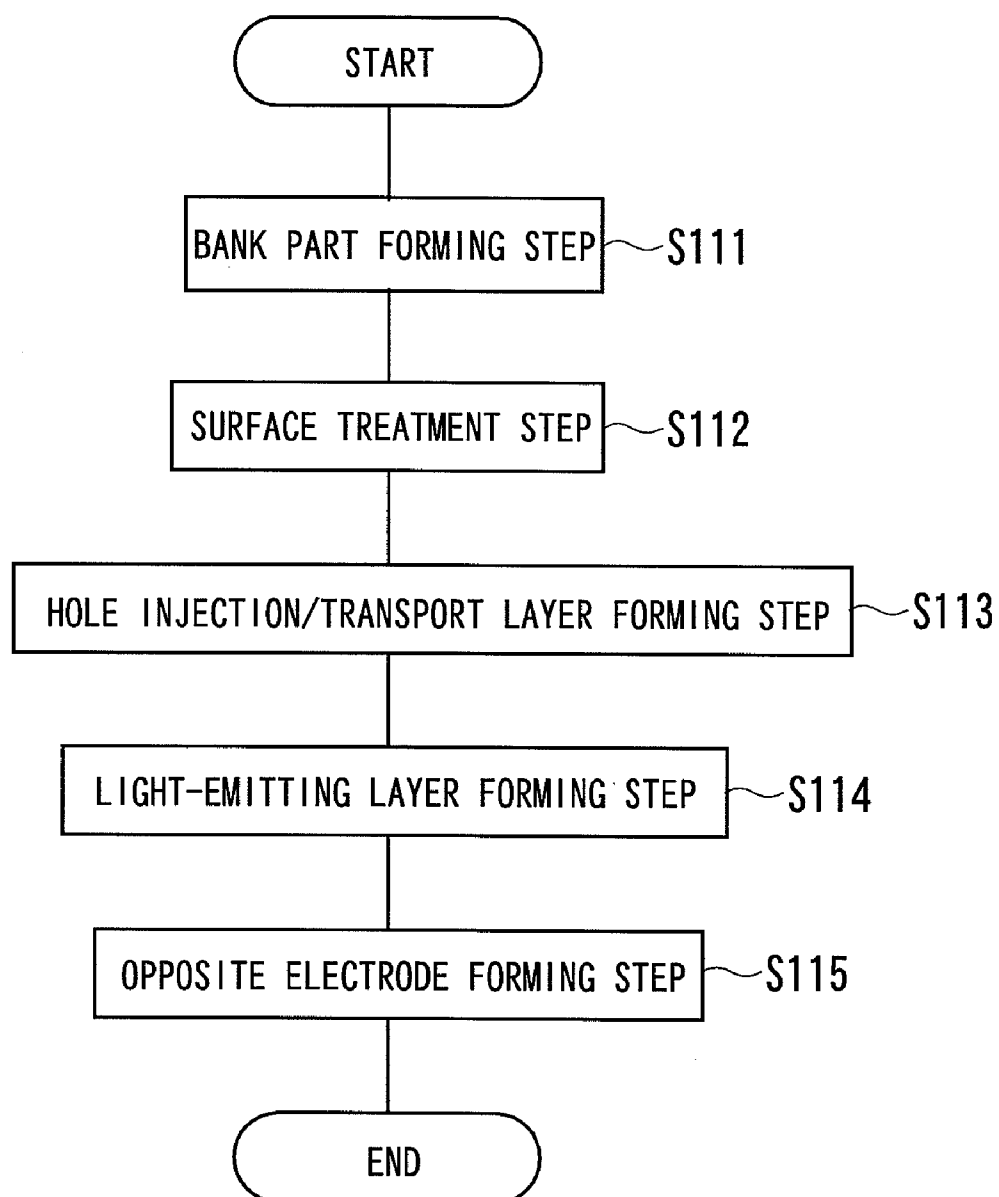 START
BANK PART FORMING STEP S111
SURFACE TREATMENT STEP S112
HOLE INJECTION/TRANSPORT LAYER FORMING STEP S113
LIGHT-EMITTING LAYER FORMING STEP S114
OPPOSITE ELECTRODE FORMING STEP S115
END